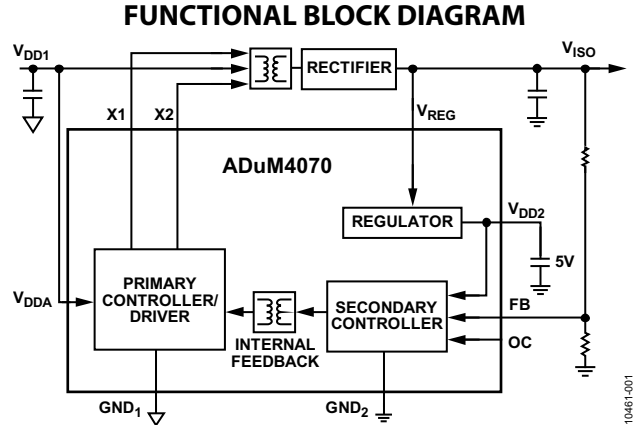 FUNCTIONAL BLOCK DIAGRAM
VDD1
VISO
RECTIFIER
X1
X2
VREG
ADuM4070
REGULATOR
VDD2
5V
PRIMARY
CONTROLLER/
DRIVER
VDDA
SECONDARY
CONTROLLER
FB
OC
INTERNAL
FEEDBACK
GND1
GND2
10461-001